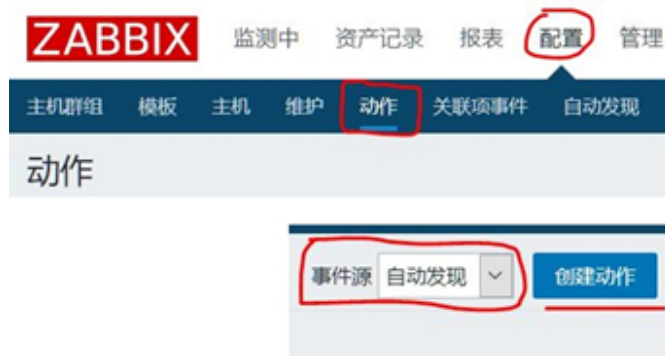 ZABBIX 监测中 资产记录 报表 配置 管理
主机群组 模板 主机 维护 动作 关联项事件 自动发现
动作
事件源 自动发现 创建动作